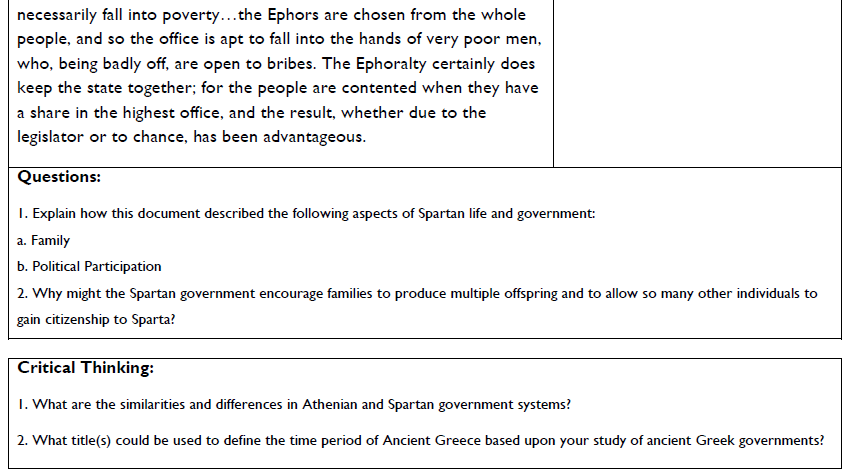 necessarily fall into poverty…the Ephors are chosen from the whole
people, and so the office is apt to fall into the hands of very poor men,
who, being badly off, are open to bribes. The Ephoralty certainly does
keep the state together; for the people are contented when they have
a share in the highest office, and the result, whether due to the
legislator or to chance, has been advantageous.
Questions:
1. Explain how this document described the following aspects of Spartan life and government:
a. Family
b. Political Participation
2. Why might the Spartan government encourage families to produce multiple offspring and to allow so many other individuals to
gain citizenship to Sparta?
Critical Thinking:
1. What are the similarities and differences in Athenian and Spartan government systems?
2. What title(s) could be used to define the time period of Ancient Greece based upon your study of ancient Greek governments?